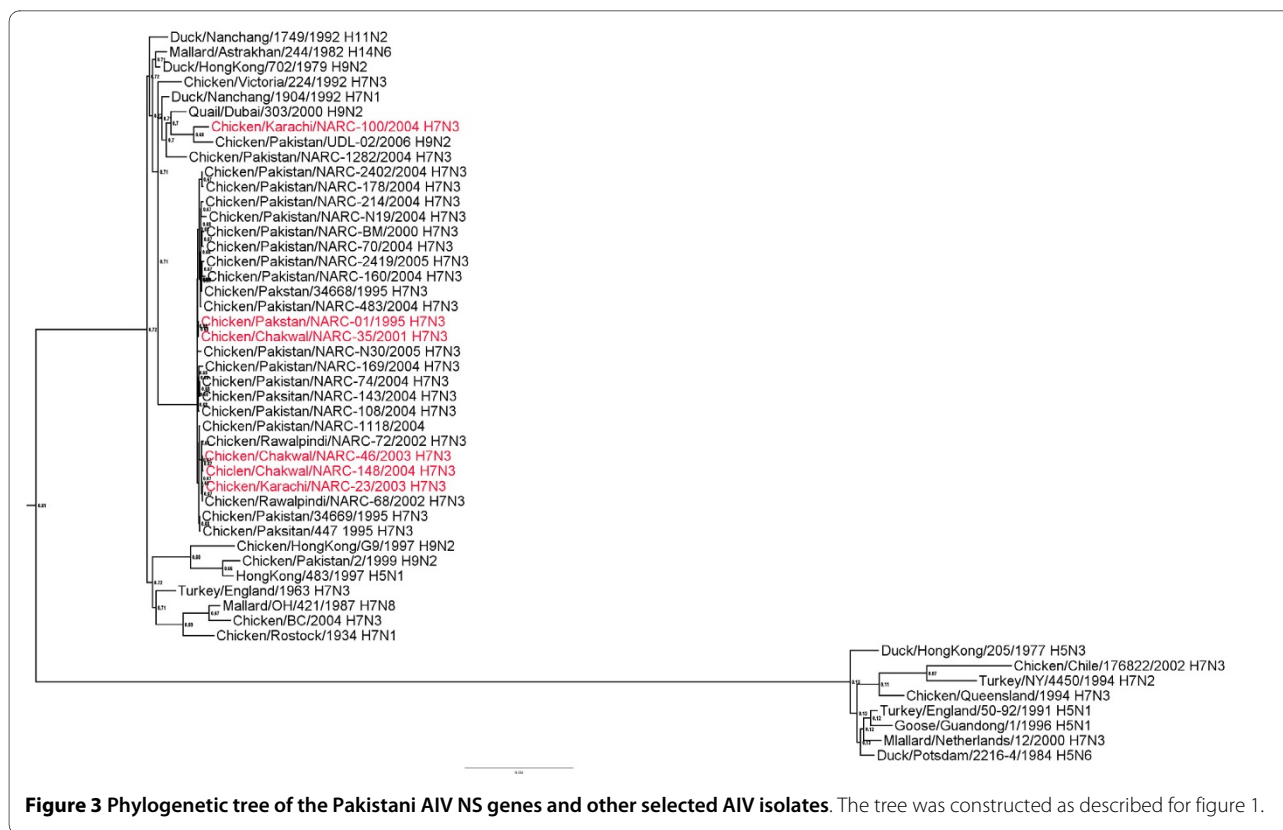 Duck/Nanchang/1749/1992 H11N2
Mallard/Astrakhan/244/1982 H14N6
Duck/HongKong/702/1979 H9N2
Chicken/Victoria/224/1992 H7N3
Duck/Nanchang/1904/1992 H7N1
Quail/Dubai/303/2000 H9N2
Chicken/Karachi/NARC-100/2004 H7N3
Chicken/Pakistan/UDL-02/2006 H9N2
Chicken/Pakistan/NARC-1282/2004 H7N3
Chicken/Pakistan/NARC-2402/2004 H7N3
Chicken/Pakistan/NARC-178/2004 H7N3
Chicken/Pakistan/NARC-214/2004 H7N3
Chicken/Pakistan/NARC-N19/2004 H7N3
Chicken/Pakistan/NARC-BM/2000 H7N3
Chicken/Pakistan/NARC-70/2004 H7N3
Chicken/Pakistan/NARC-2419/2005 H7N3
Chicken/Pakistan/NARC-160/2004 H7N3
Chicken/Pakstan/34668/1995 H7N3
Chicken/Pakistan/NARC-483/2004 H7N3
Chicken/Pakstan/NARC-01/1995 H7N3
Chicken/Chakwal/NARC-35/2001 H7N3
Chicken/Pakistan/NARC-N30/2005 H7N3
Chicken/Pakistan/NARC-169/2004 H7N3
Chicken/Pakistan/NARC-74/2004 H7N3
Chicken/Paksitan/NARC-143/2004 H7N3
Chicken/Pakistan/NARC-108/2004 H7N3
Chicken/Pakistan/NARC-1118/2004
Chicken/Rawalpindi/NARC-72/2002 H7N3
Chicken/Chakwal/NARC-46/2003 H7N3
Chiclen/Chakwal/NARC-148/2004 H7N3
Chicken/Karachi/NARC-23/2003 H7N3
Chicken/Rawalpindi/NARC-68/2002 H7N3
Chicken/Pakistan/34669/1995 H7N3
Chicken/Paksitan/447 1995 H7N3
Chicken/HongKong/G9/1997 H9N2
Chicken/Pakistan/2/1999 H9N2
HongKong/483/1997 H5N1
Turkey/England/1963 H7N3
Mallard/OH/421/1987 H7N8
Chicken/BC/2004 H7N3
Chicken/Rostock/1934 H7N1
Duck/HongKong/205/1977 H5N3
Chicken/Chile/176822/2002 H7N3
Turkey/NY/4450/1994 H7N2
Chicken/Queensland/1994 H7N3
Turkey/England/50-92/1991 H5N1
Goose/Guandong/1/1996 H5N1
Mlallard/Netherlands/12/2000 H7N3
Duck/Potsdam/2216-4/1984 H5N6
Figure 3 Phylogenetic tree of the Pakistani AIV NS genes and other selected AIV isolates. The tree was constructed as described for figure 1.